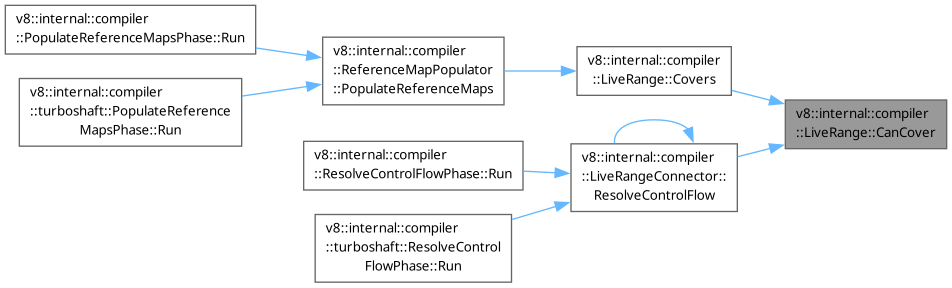 v8::internal::compiler
::PopulateReferenceMapsPhase::Run
v8::internal::compiler
::turboshaft::PopulateReference
MapsPhase::Run
v8::internal::compiler
::ReferenceMapPopulator
::PopulateReferenceMaps
v8::internal::compiler
::LiveRange::Covers
v8::internal::compiler
::LiveRange::CanCover
v8::internal::compiler
::ResolveControlFlowPhase::Run
v8::internal::compiler
::LiveRangeConnector::
ResolveControlFlow
v8::internal::compiler
::turboshaft::ResolveControl
FlowPhase::Run